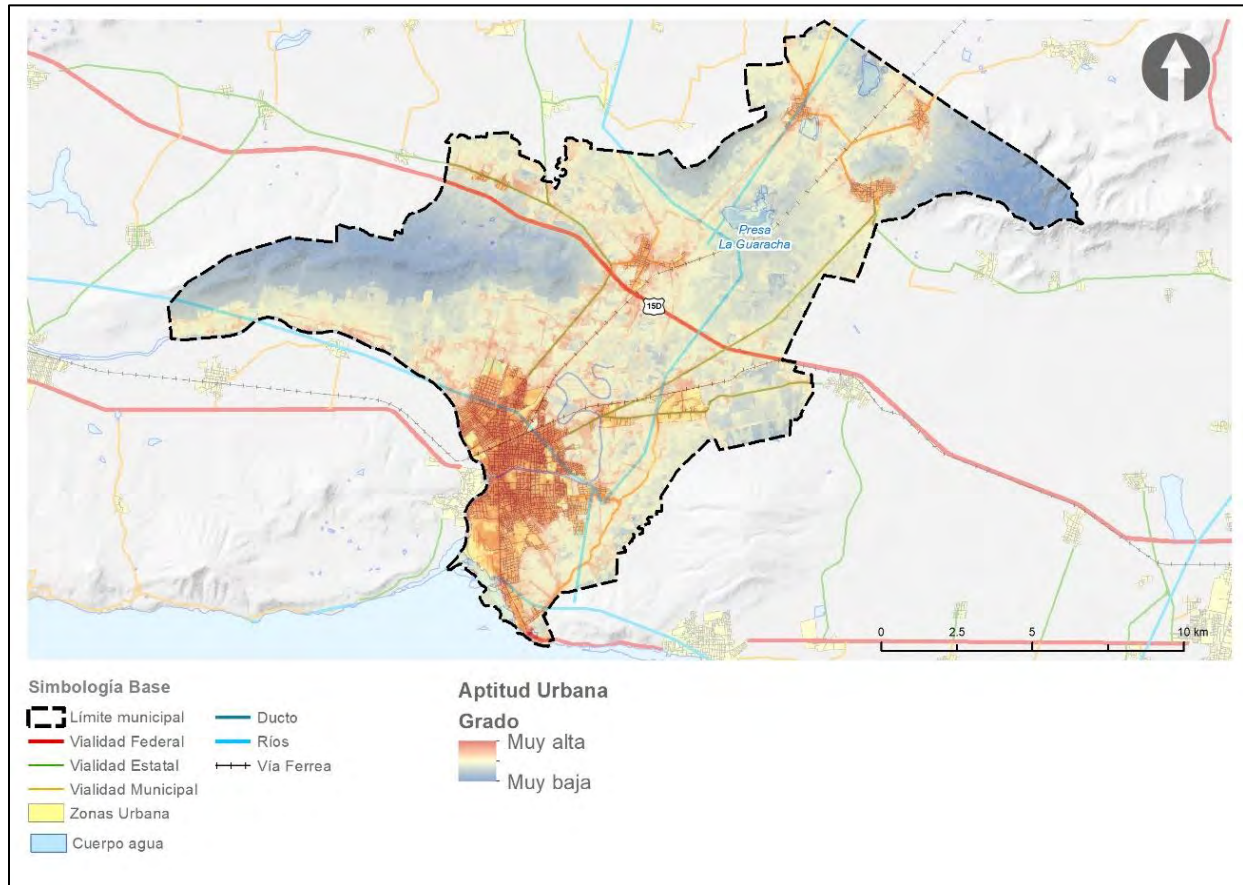 Presa
La Guaracha
15D
0 2.5 5 10 km
Simbología Base
Límite municipal
Vialidad Federal
Vialidad Estatal
Vialidad Municipal
Zonas Urbana
Cuerpo agua
Ducto
Ríos
Vía Ferrea
Aptitud Urbana
Grado
Muy alta
Muy baja